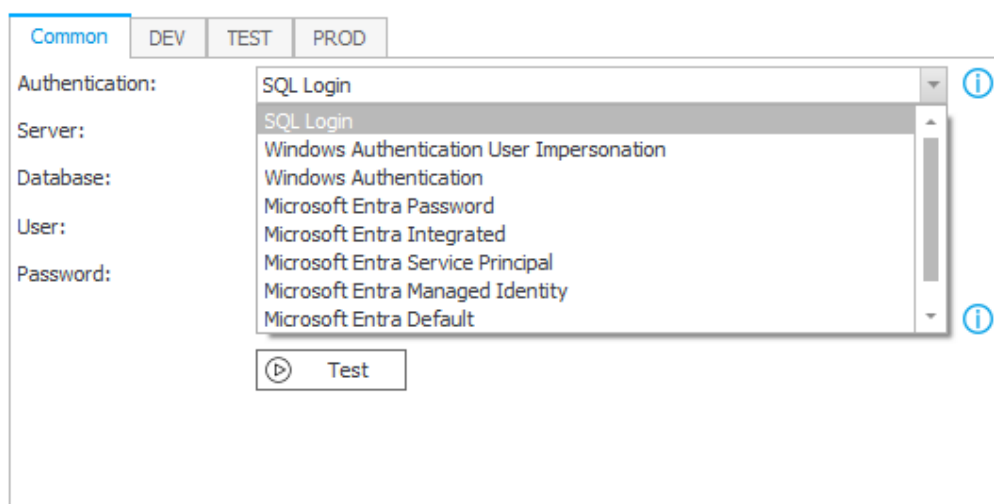 Common DEV TEST PROD
Authentication: SQL Login
SQL Login
Server:
Windows Authentication User Impersonation
Database: Windows Authentication
Microsoft Entra Password
User: Microsoft Entra Integrated
Microsoft Entra Service Principal
Password:
Microsoft Entra Managed Identity
Microsoft Entra Default
Test